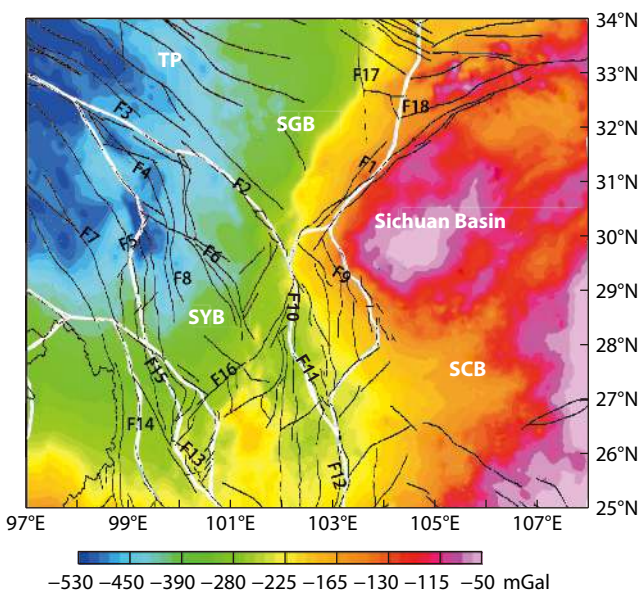 34°N
TP
F17
33°N
F3
F18
SGB
32°N
F1
F4
F2
31°N
Sichuan Basin
F7
F5
F6
30°N
F9
F8
F10
29°N
SYB
28°N
F15
F16
F11
SCB
27°N
F14
F13
26°N
F12
25°N
97°E 99°E 101°E 103°E 105°E 107°E
−530 −450 −390 −280 −225 −165 −130 −115 −50 mGal